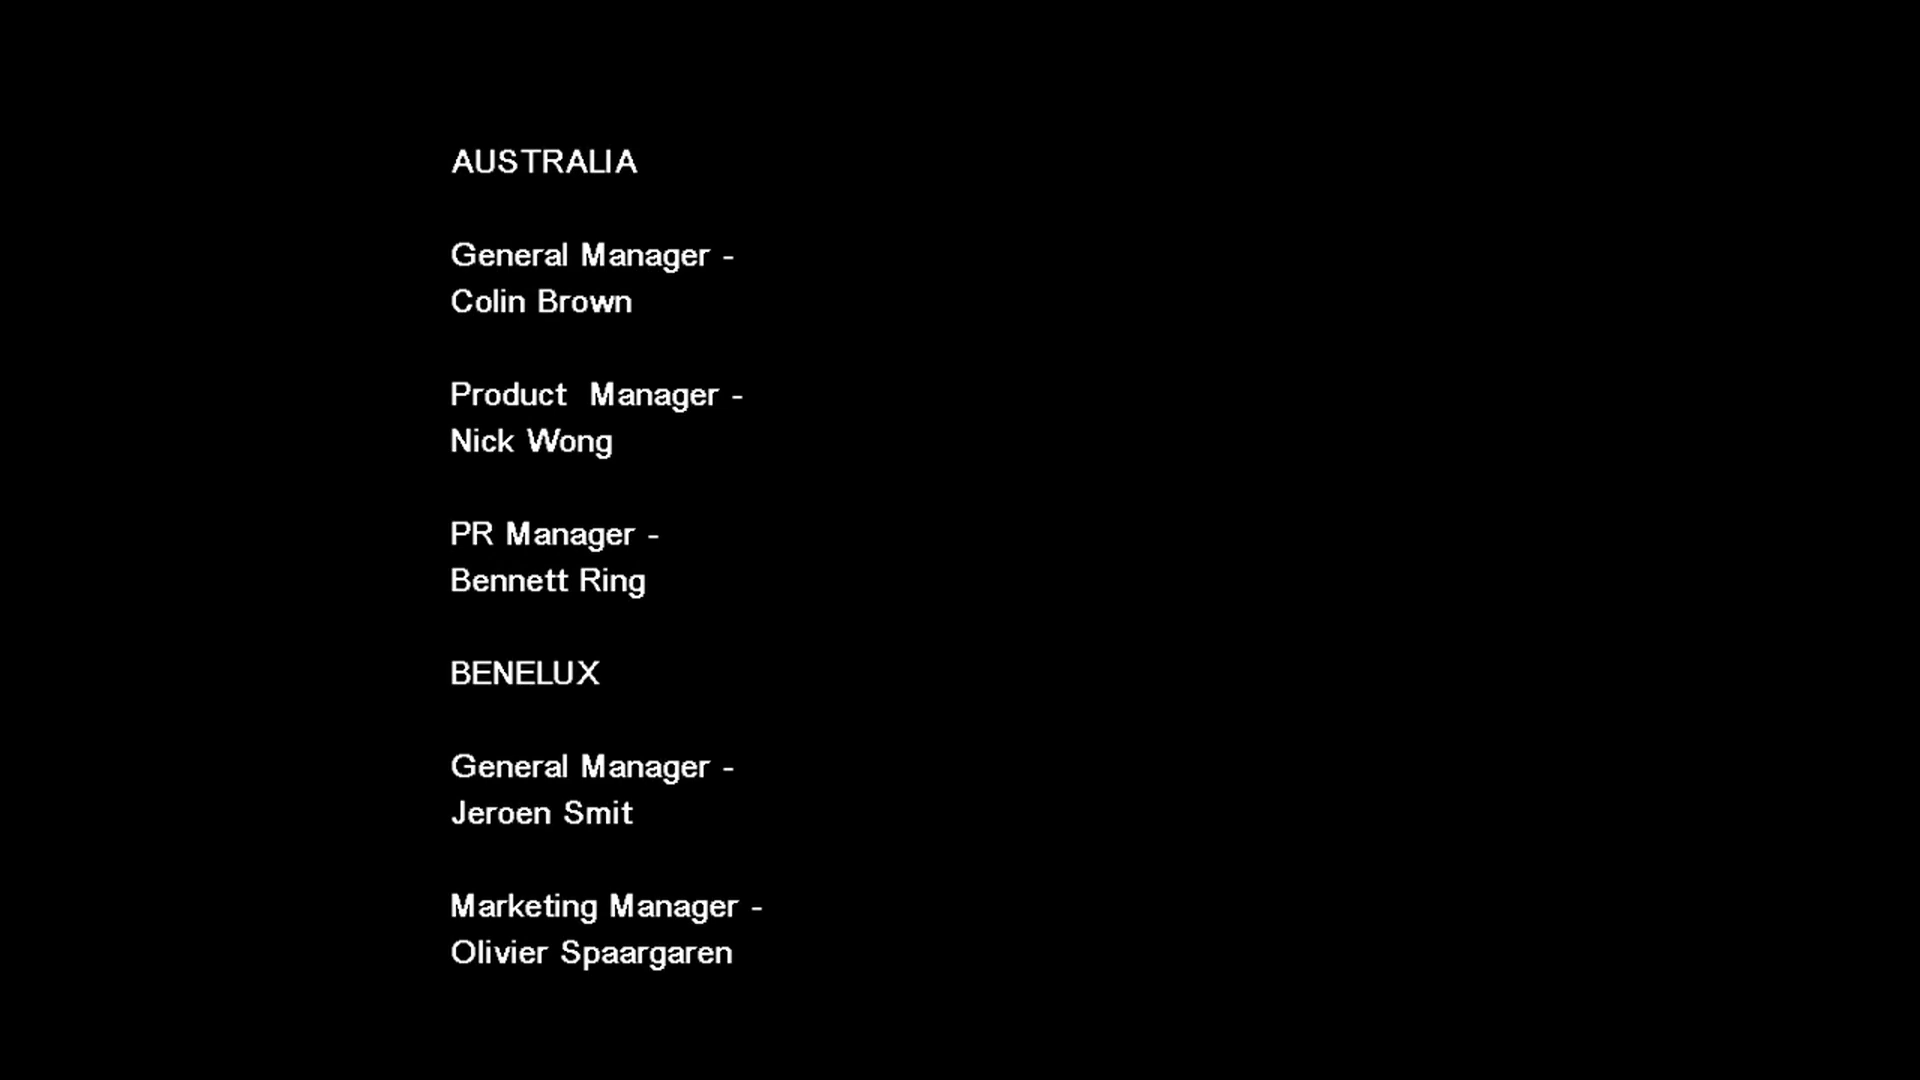 AUSTRALIA
General Manager -
Colin Brown
Product  Manager -
Nick Wong
PR Manager -
Bennett Ring
BENELUX
General Manager -
Jeroen Smit
Marketing Manager -
Olivier Spaargaren